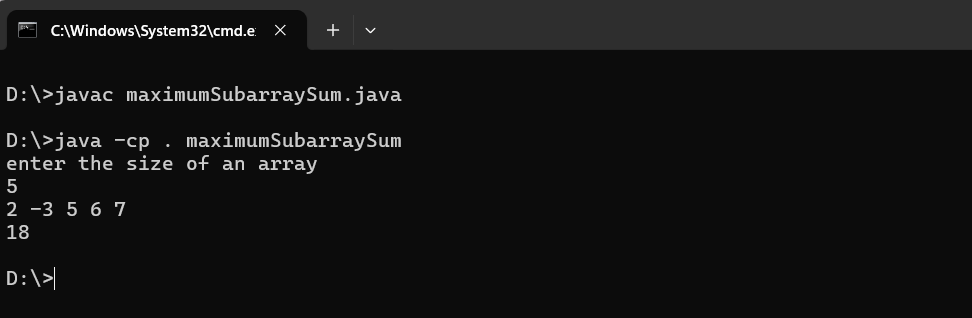 C:\Windows\System32\cmd.e
D:\>javac maximumSubarraySum.java
D:\>java -cp . maximumSubarraySum
enter the size of an array
5
2 -3 5 6 7
18
D:\>